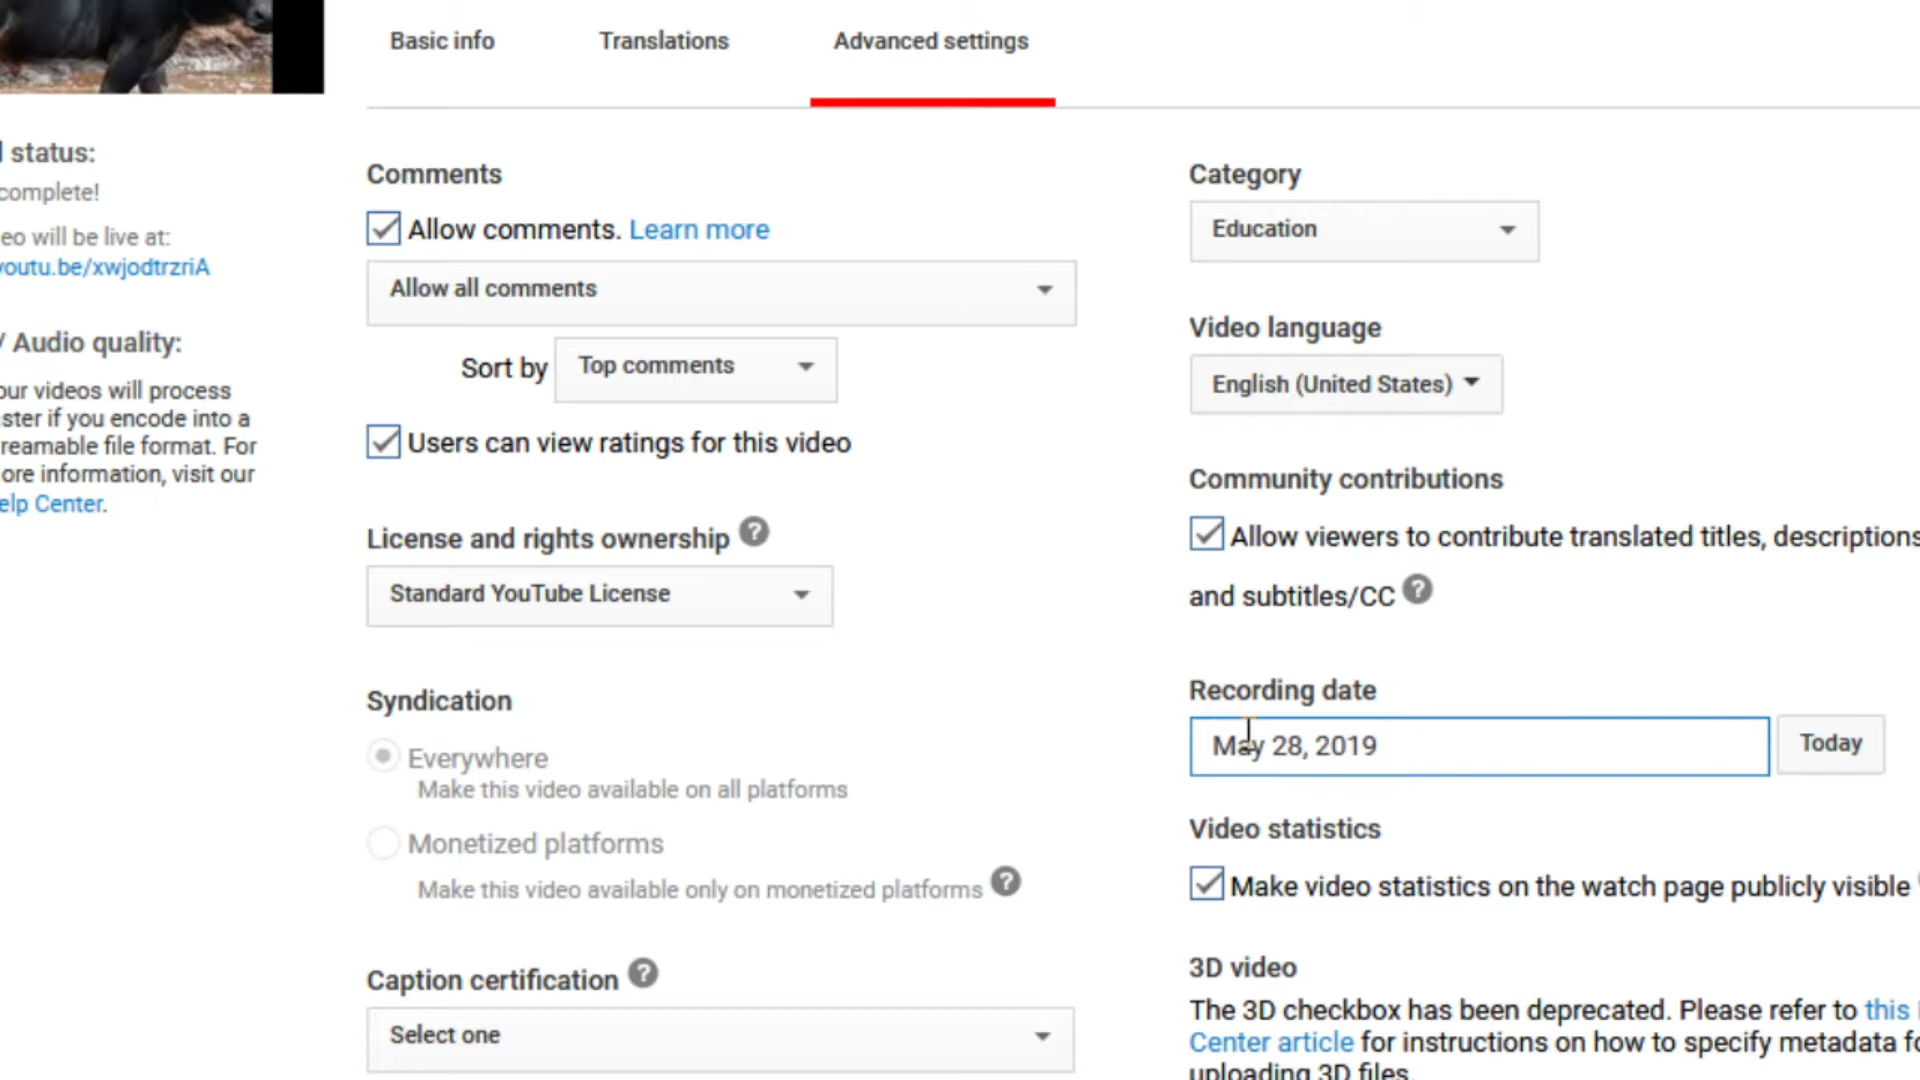 Basic info
Translations
Advanced settings
status:
complete!
eo will be live at:
youtu.be/xwjodtrzriA
/ Audio quality:
our videos will process
ster if you encode into a
reamable file format. For
ore information, visit our
elp Center.
Comments
Allow comments. Learn more
Allow all comments
Sort by Top comments
Users can view ratings for this video
License and rights ownership ?
Standard YouTube License
Syndication
Everywhere
Make this video available on all platforms
Monetized platforms
Make this video available only on monetized platforms ?
Caption certification ?
Select one
Category
Education
Video language
English (United States)
Community contributions
Allow viewers to contribute translated titles, descriptions
and subtitles/CC ?
Recording date
May 28, 2019
Today
Video statistics
Make video statistics on the watch page publicly visible
3D video
The 3D checkbox has been deprecated. Please refer to this
Center article for instructions on how to specify metadata fo
uploading 3D files.